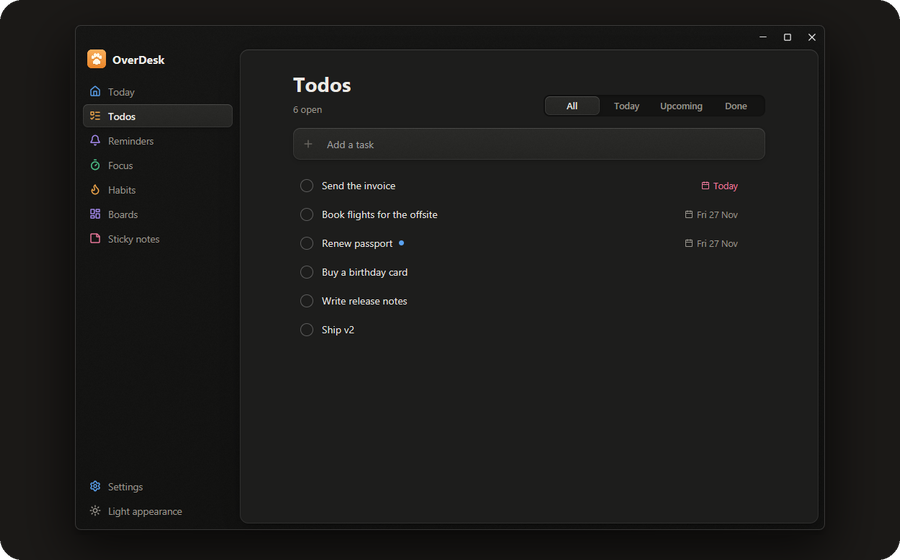 OverDesk
Today
Todos
Reminders
Focus
Habits
Boards
Sticky notes
Settings
Light appearance
Todos
6 open
All Today Upcoming Done
Add a task
Send the invoice Today
Book flights for the offsite Fri 27 Nov
Renew passport Fri 27 Nov
Buy a birthday card
Write release notes
Ship v2